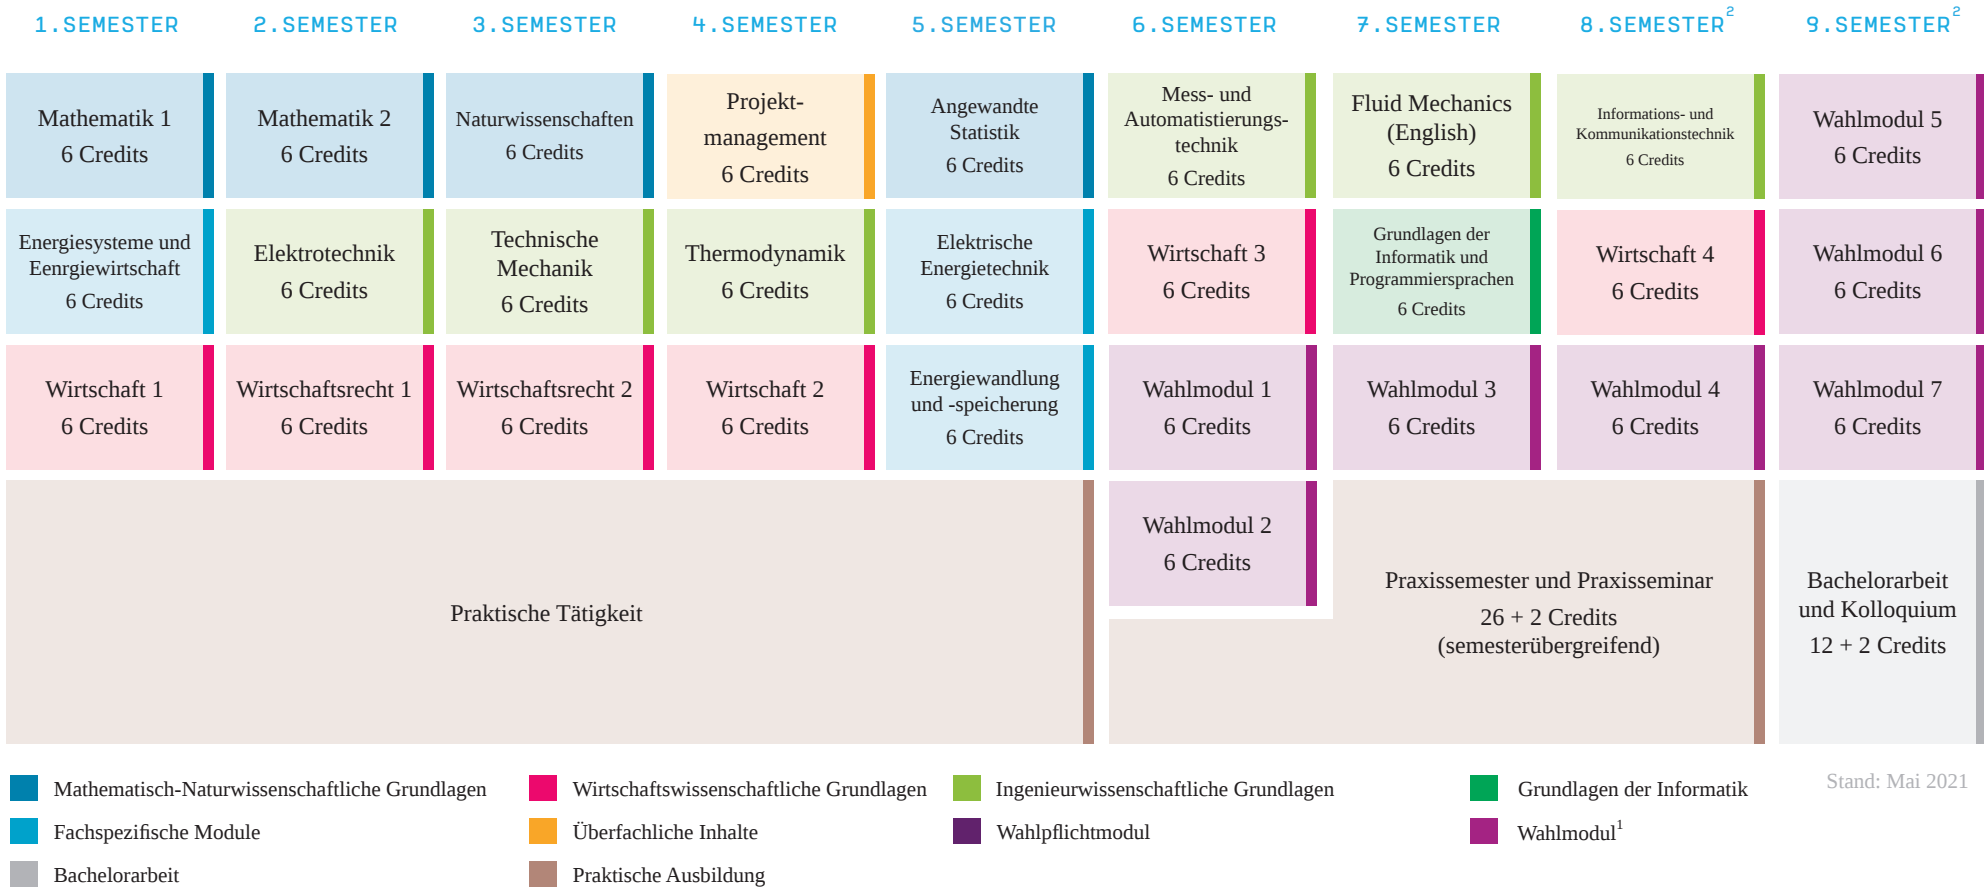 1.SEMESTER
2.SEMESTER
3.SEMESTER
4.SEMESTER
5.SEMESTER
6.SEMESTER
7.SEMESTER
8.SEMESTER²
9.SEMESTER²
Mathematik 1
6 Credits
Mathematik 2
6 Credits
Naturwissenschaften
6 Credits
Projekt-
management
6 Credits
Angewandte
Statistik
6 Credits
Mess- und
Automatistierungs-
technik
6 Credits
Fluid Mechanics
(English)
6 Credits
Informations- und
Kommunikationstechnik
6 Credits
Wahlmodul 5
6 Credits
Energiesysteme und
Eenrgiewirtschaft
6 Credits
Elektrotechnik
6 Credits
Technische
Mechanik
6 Credits
Thermodynamik
6 Credits
Elektrische
Energietechnik
6 Credits
Wirtschaft 3
6 Credits
Grundlagen der
Informatik und
Programmiersprachen
6 Credits
Wirtschaft 4
6 Credits
Wahlmodul 6
6 Credits
Wirtschaft 1
6 Credits
Wirtschaftsrecht 1
6 Credits
Wirtschaftsrecht 2
6 Credits
Wirtschaft 2
6 Credits
Energiewandlung
und -speicherung
6 Credits
Wahlmodul 1
6 Credits
Wahlmodul 3
6 Credits
Wahlmodul 4
6 Credits
Wahlmodul 7
6 Credits
Praktische Tätigkeit
Wahlmodul 2
6 Credits
Praxissemester und Praxisseminar
26 + 2 Credits
(semesterübergreifend)
Bachelorarbeit
und Kolloquium
12 + 2 Credits
Mathematisch-Naturwissenschaftliche Grundlagen
Wirtschaftswissenschaftliche Grundlagen
Ingenieurwissenschaftliche Grundlagen
Grundlagen der Informatik
Stand: Mai 2021
Fachspezifische Module
Überfachliche Inhalte
Wahlpflichtmodul
Wahlmodul¹
Bachelorarbeit
Praktische Ausbildung